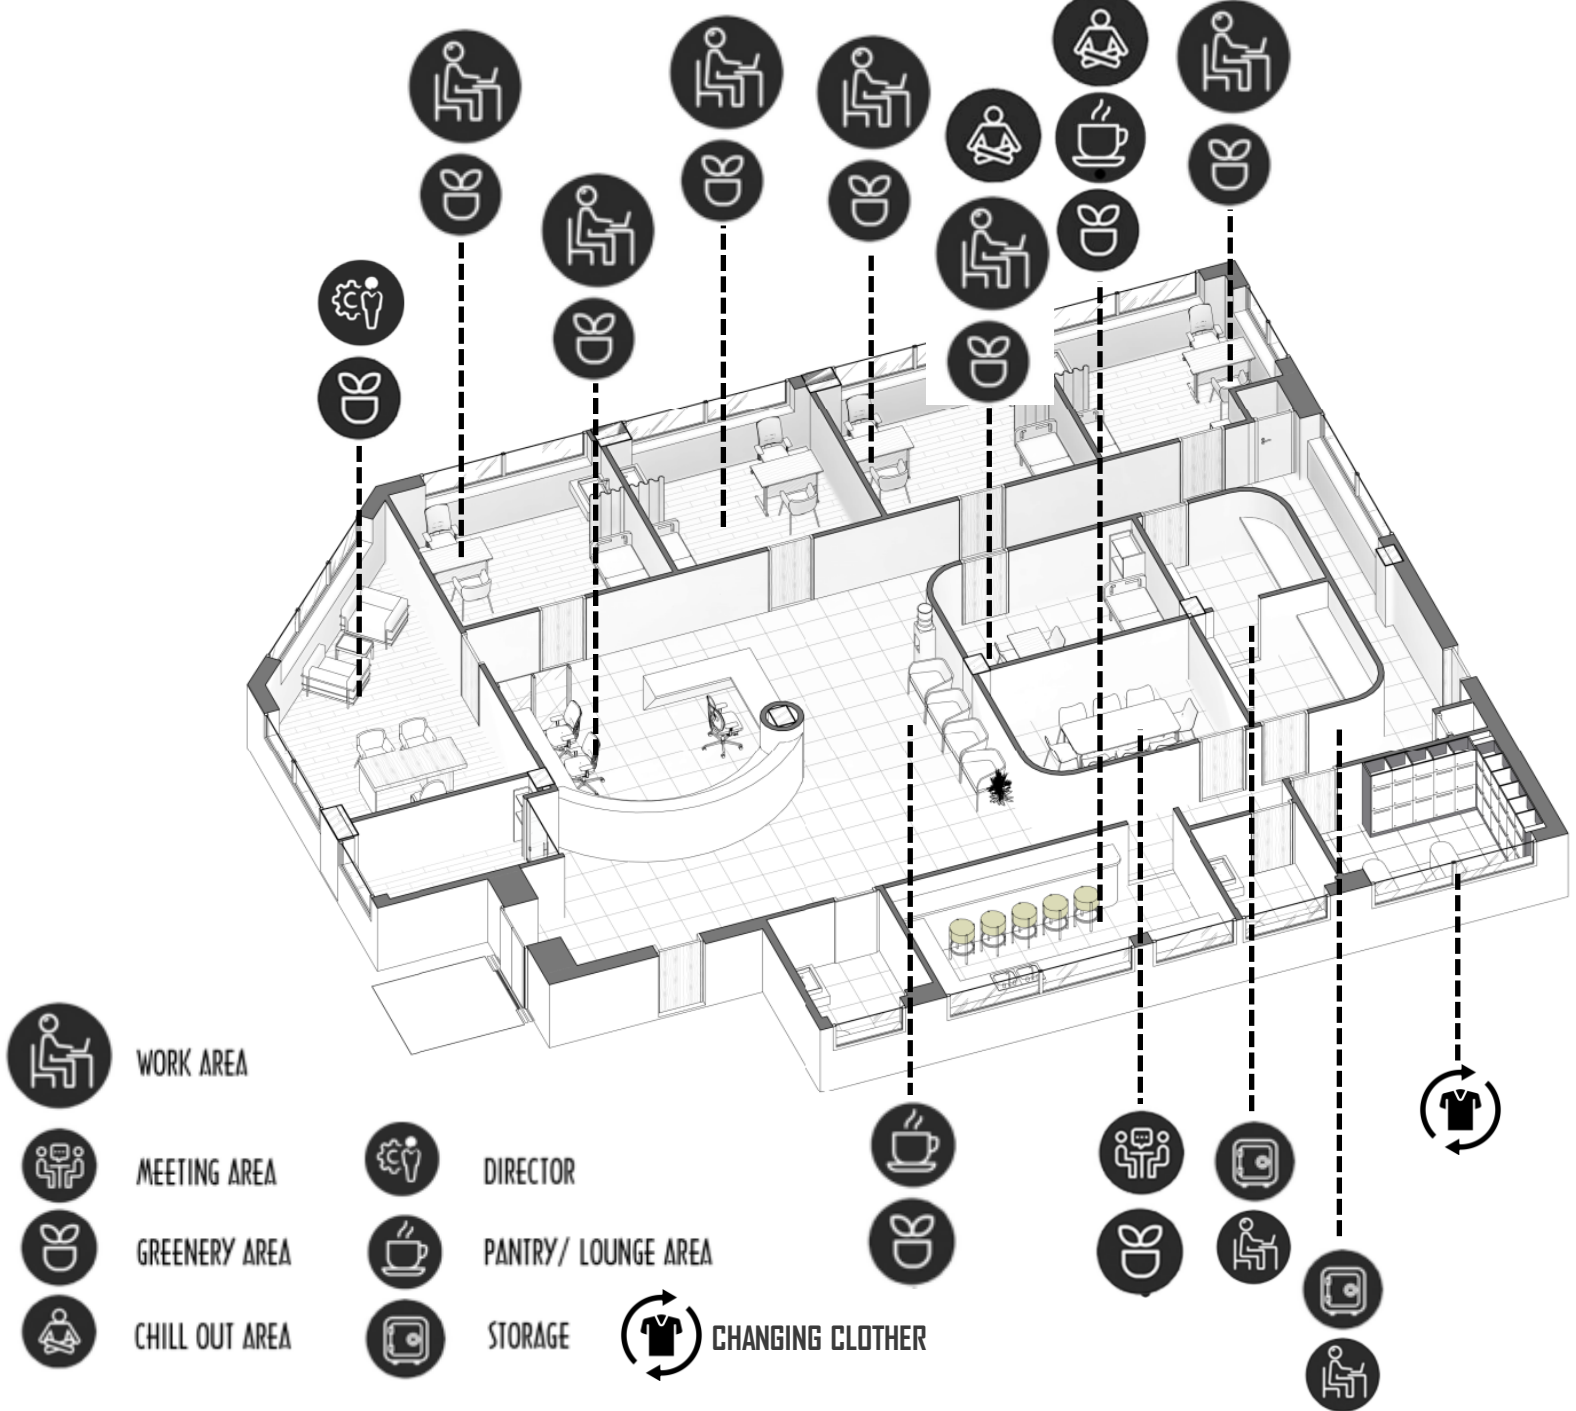 WORK AREA
MEETING AREA
DIRECTOR
GREENERY AREA
PANTRY/ LOUNGE AREA
CHILL OUT AREA
STORAGE
CHANGING CLOTHER